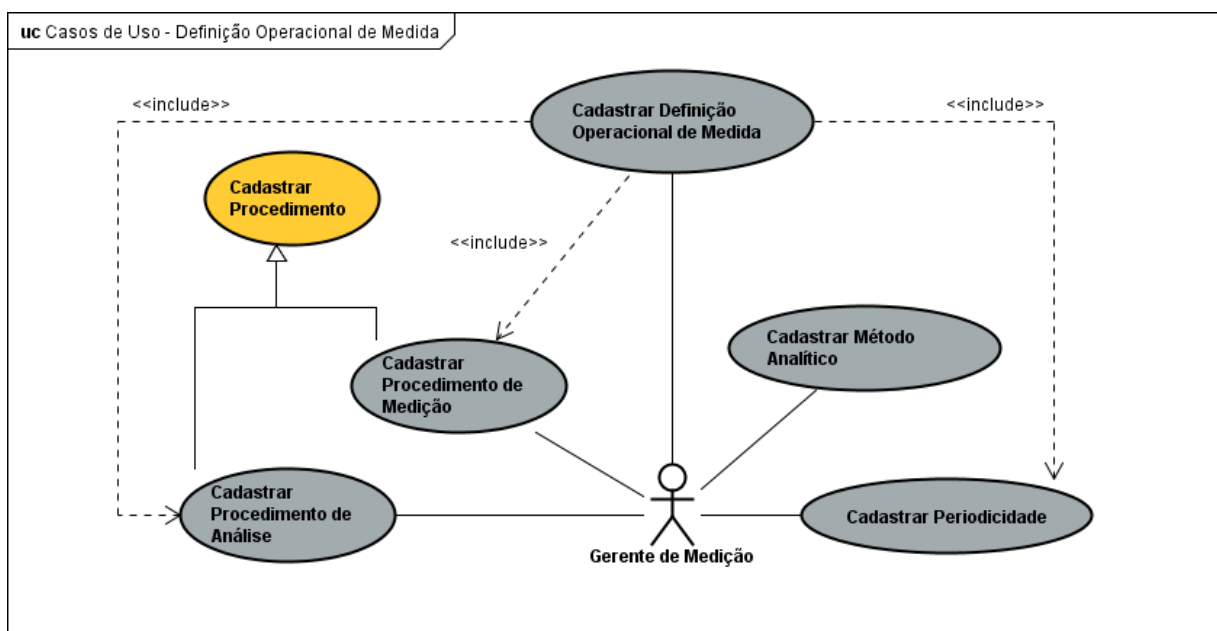 uc Casos de Uso - Definição Operacional de Medida
<<include>>
Cadastrar Definição
Operacional de Medida
<<include>>
Cadastrar
Procedimento
<<include>>
Cadastrar Método
Analítico
Cadastrar
Procedimento de
Medição
Cadastrar
Procedimento de
Análise
Cadastrar Periodicidade
Gerente de Medição